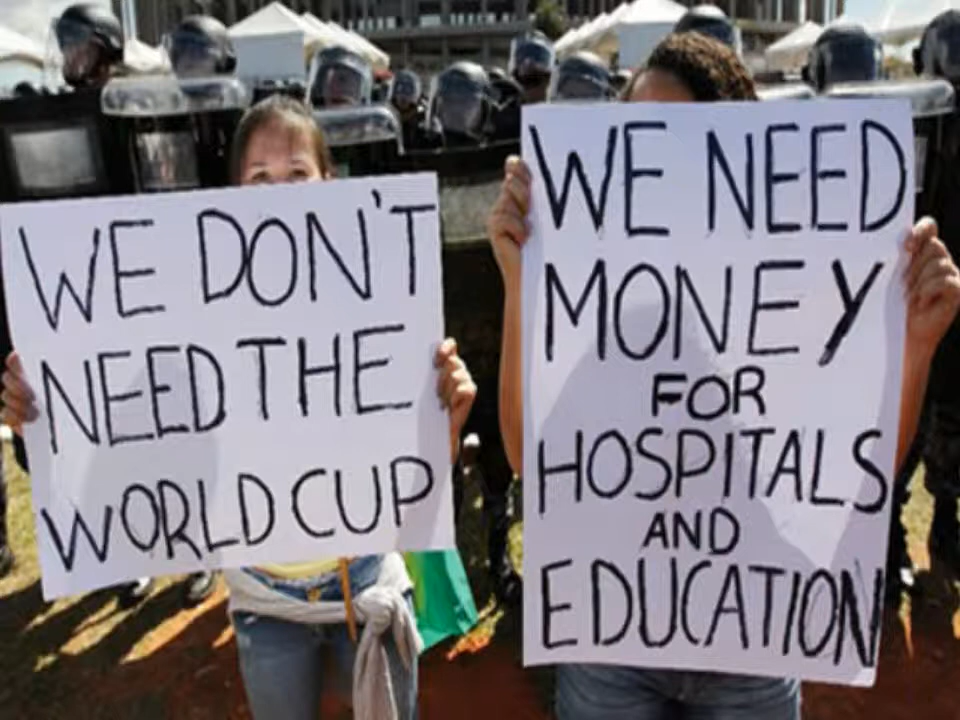 WE DON'T
NEED THE
WORLD CUP
WE NEED
MONEY
FOR
HOSPITALS
AND
EDUCATION